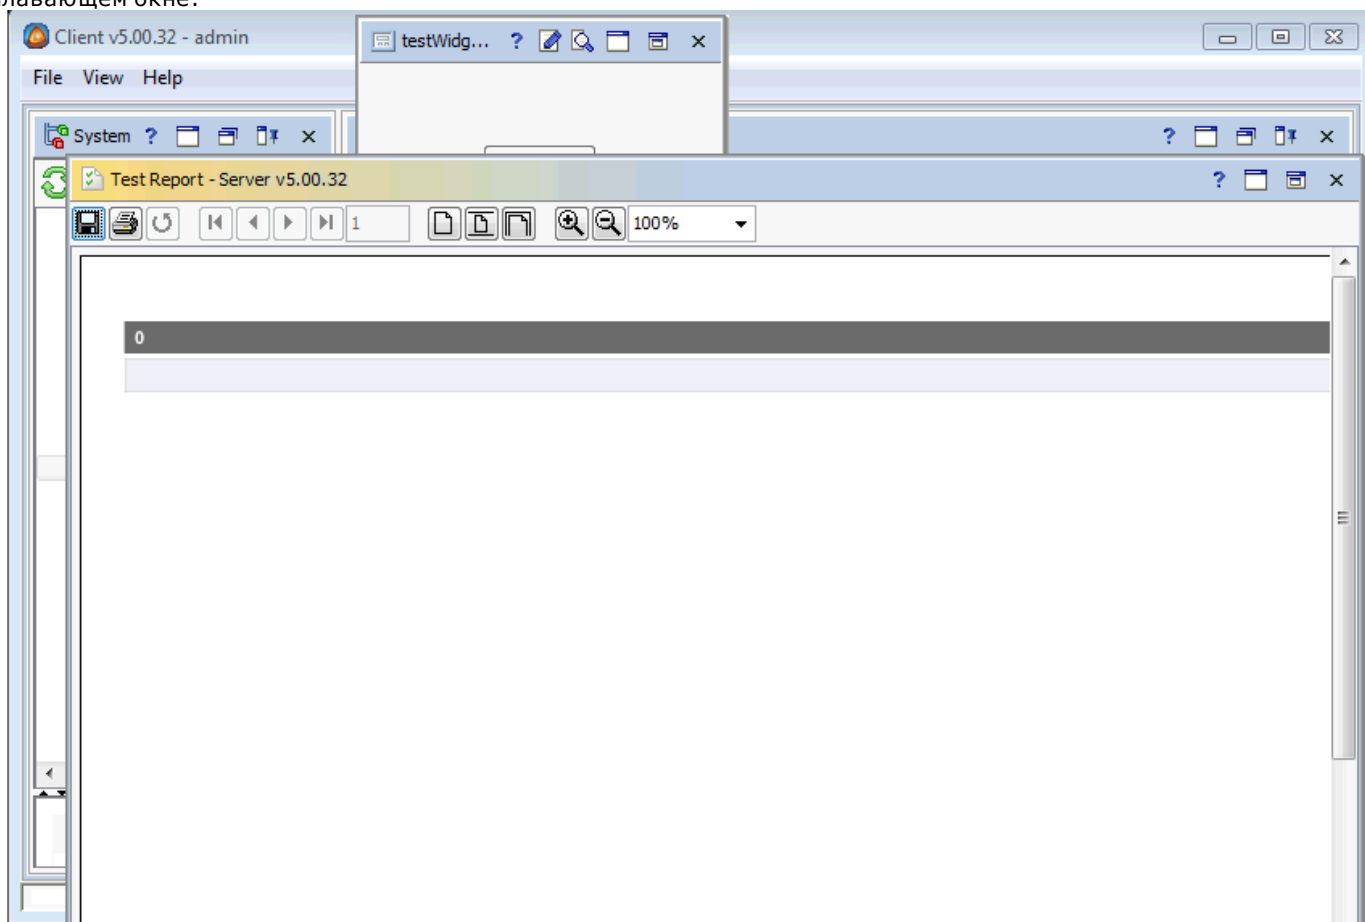 Client v5.00.32 - admin
testWidg... ?
File View Help
System ?
?
Test Report - Server v5.00.32
?
1
100%
0